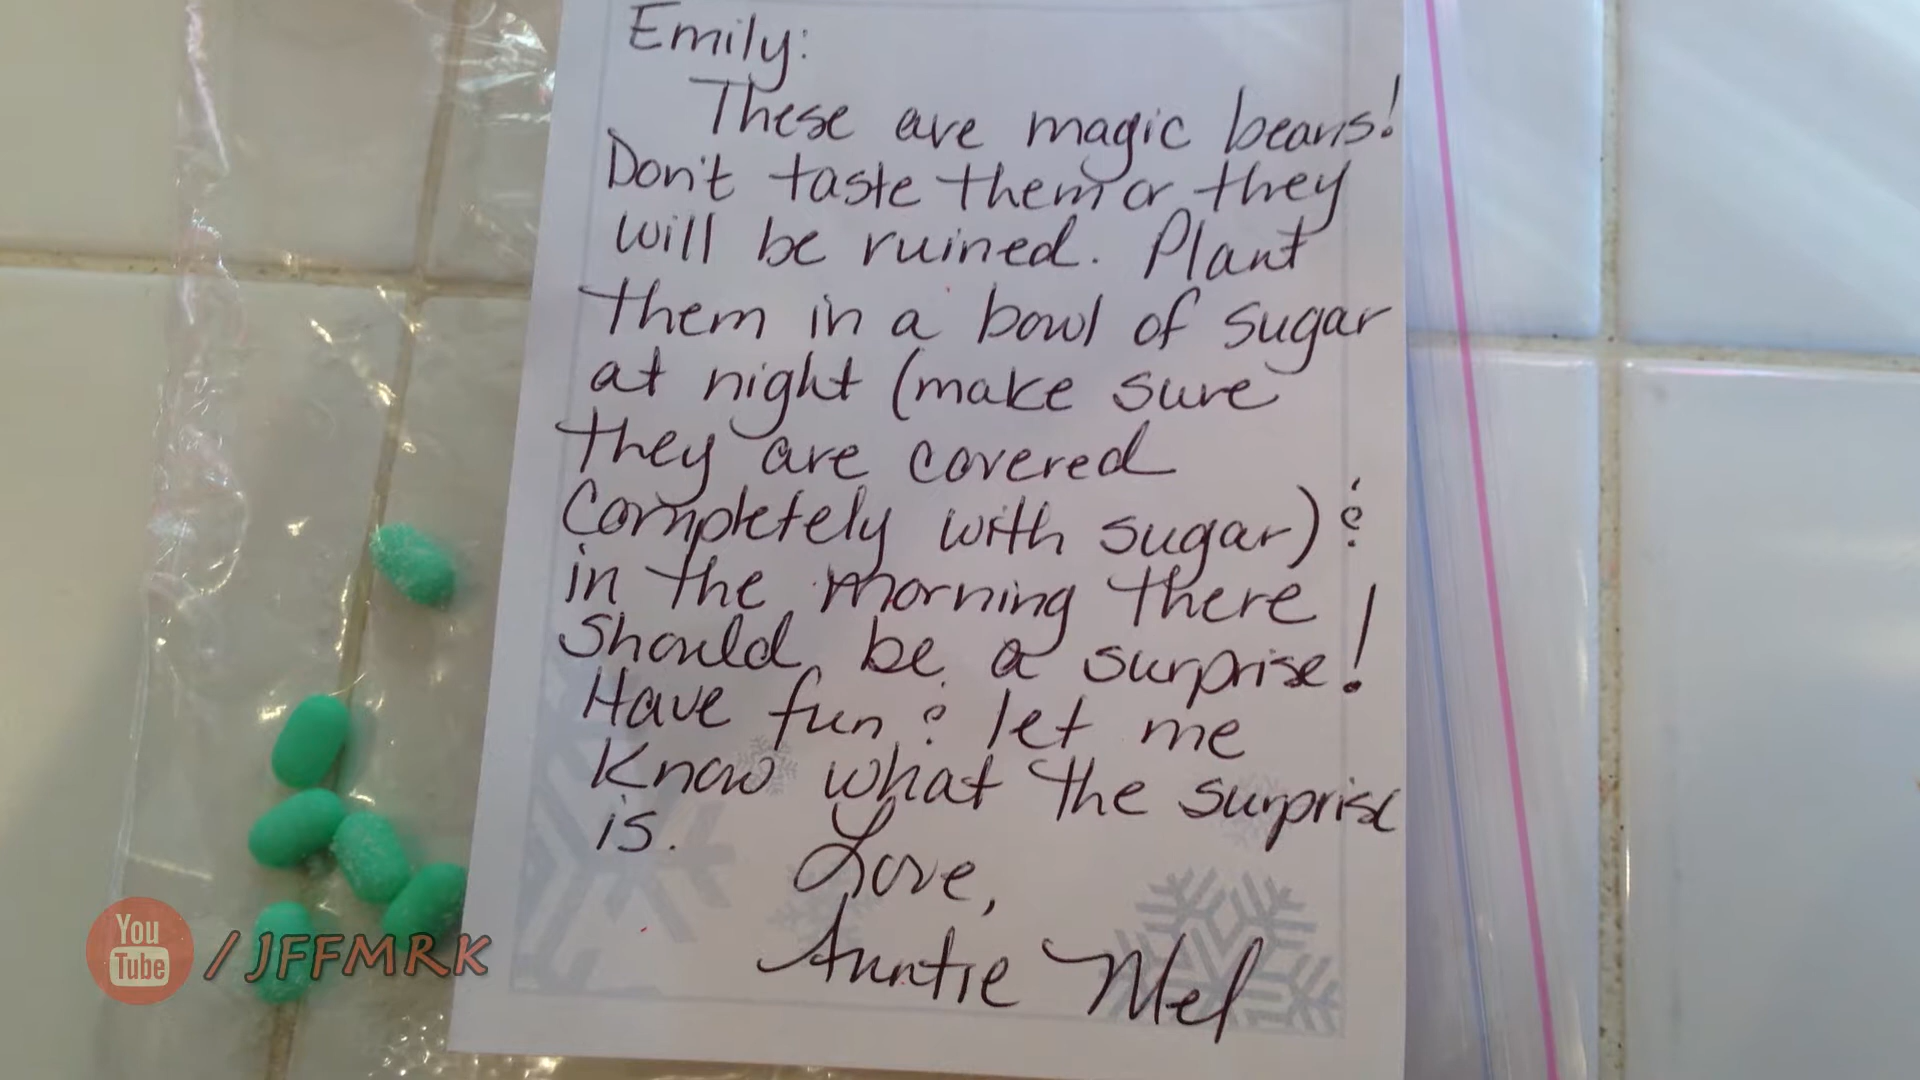 Emily:
These are magic beans!
Don't taste them or they
will be ruined. Plant
them in a bowl of sugar
at night (make sure
they are covered
completely with sugar) &
in the morning there
should be a surprise!
Have fun & let me
know what the surprise
is.
Love,
Auntie Mel
You
Tube
/JFFMRK